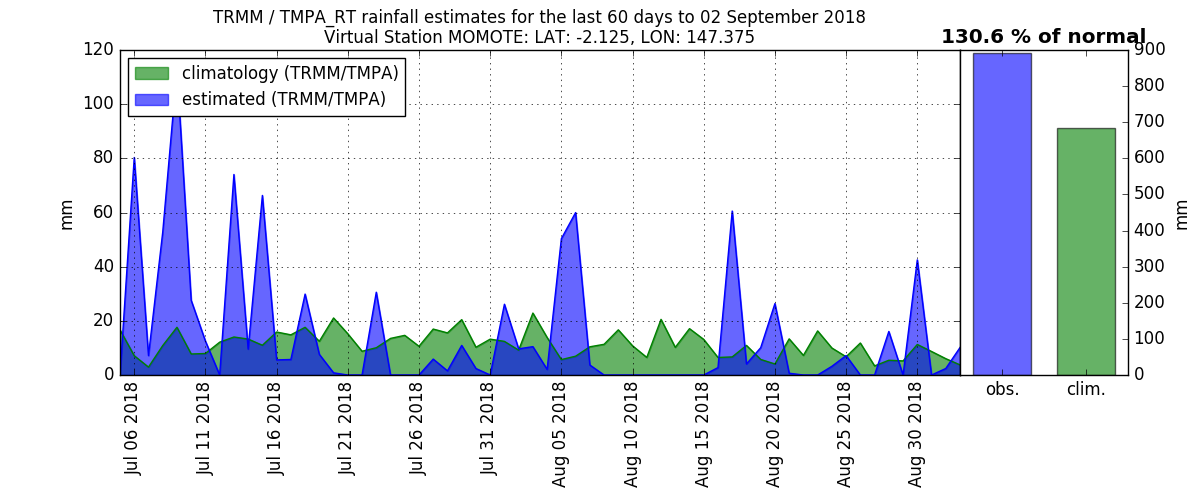 TRMM / TMPA_RT rainfall estimates for the last 60 days to 02 September 2018
Virtual Station MOMOTE: LAT: -2.125, LON: 147.375
130.6 % of normal
climatology (TRMM/TMPA)
estimated (TRMM/TMPA)
120
100
80
60
40
20
0
mm
900
800
700
600
500
400
300
200
100
0
mm
Jul 06 2018
Jul 11 2018
Jul 16 2018
Jul 21 2018
Jul 26 2018
Jul 31 2018
Aug 05 2018
Aug 10 2018
Aug 15 2018
Aug 20 2018
Aug 25 2018
Aug 30 2018
obs.
clim.